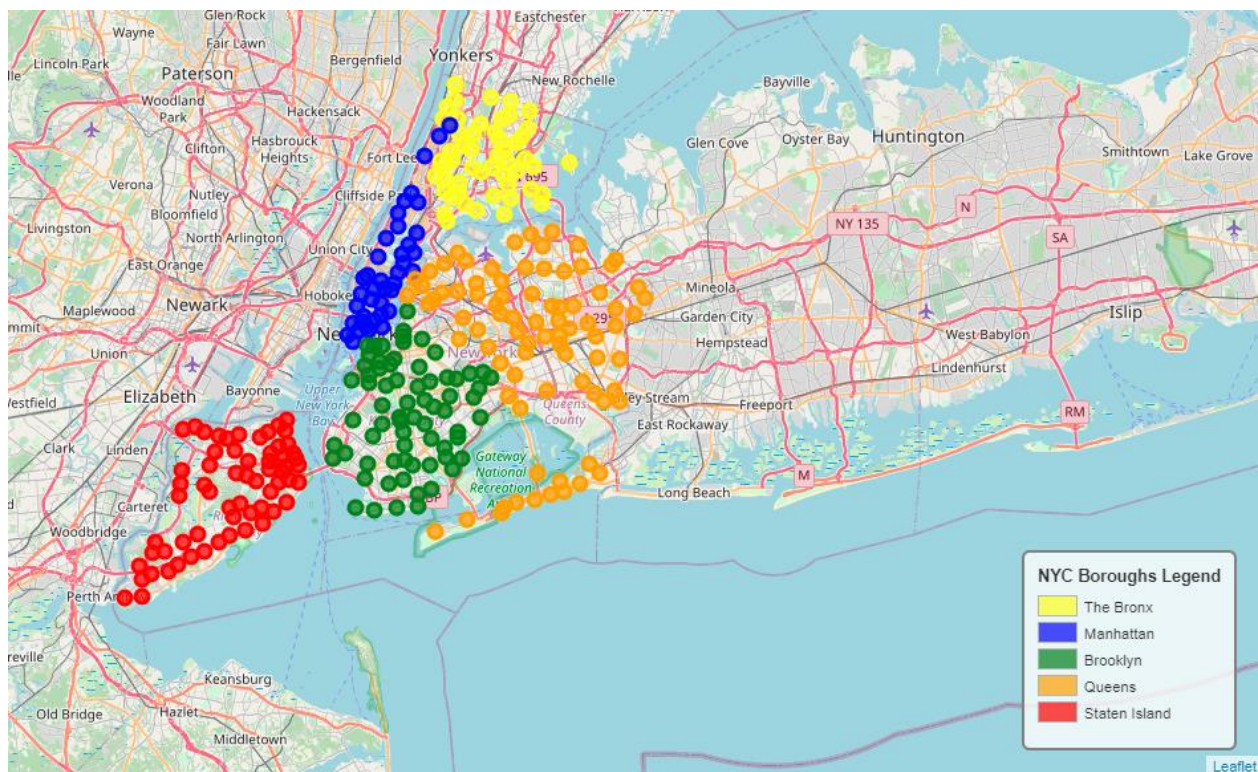 Glen Rock
Eastchester
Wayne
Fair Lawn
Yonkers
Lincoln Park
Bergenfield
Paterson
New Rochelle
Bayville
Woodland
Park
Hackensack
Hasbrouck
Heights
Huntington
Clifton
Oyster Bay
Smithtown
Fort Lee
Glen Cove
Lake Grove
Verona
695
Nutley
Cliffside
Bloomfield
N
Livingston
North Arlington
NY 135
Union City
SA
East Orange
Hoboken
Mineola
Maplewood
Newark
Garden City
Islip
West Babylon
Union
Hempstead
New York
Lindenhurst
Bayonne
Elizabeth
Upper
New York
Bay
Queens
County
Stream
Freeport
Westfield
RM
East Rockaway
Clark
Linden
Gateway
National
Recreation
M
Long Beach
Carteret
Woodbridge
NYC Boroughs Legend
Perth
The Bronx
Manhattan
Brooklyn
Keansburg
Queens
Old Bridge
Hazlet
Staten Island
Middletown
Leaflet